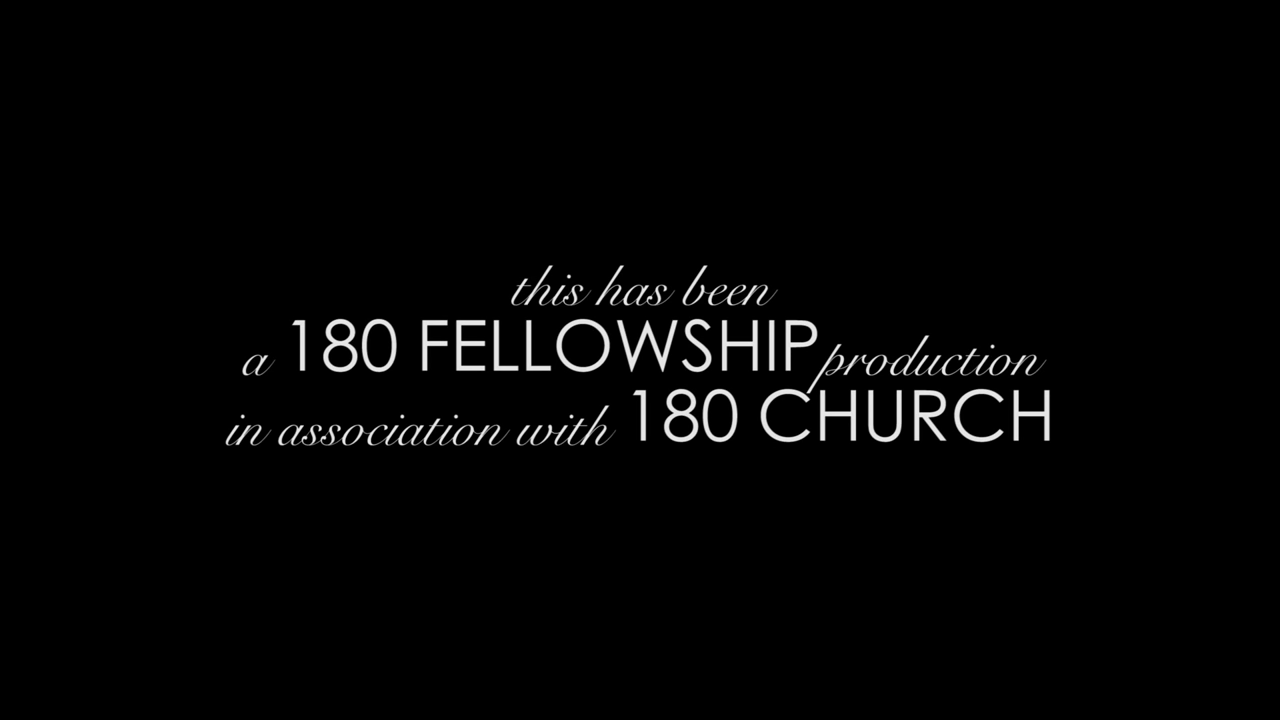 this has been
a 180 FELLOWSHIP production
in association with 180 CHURCH